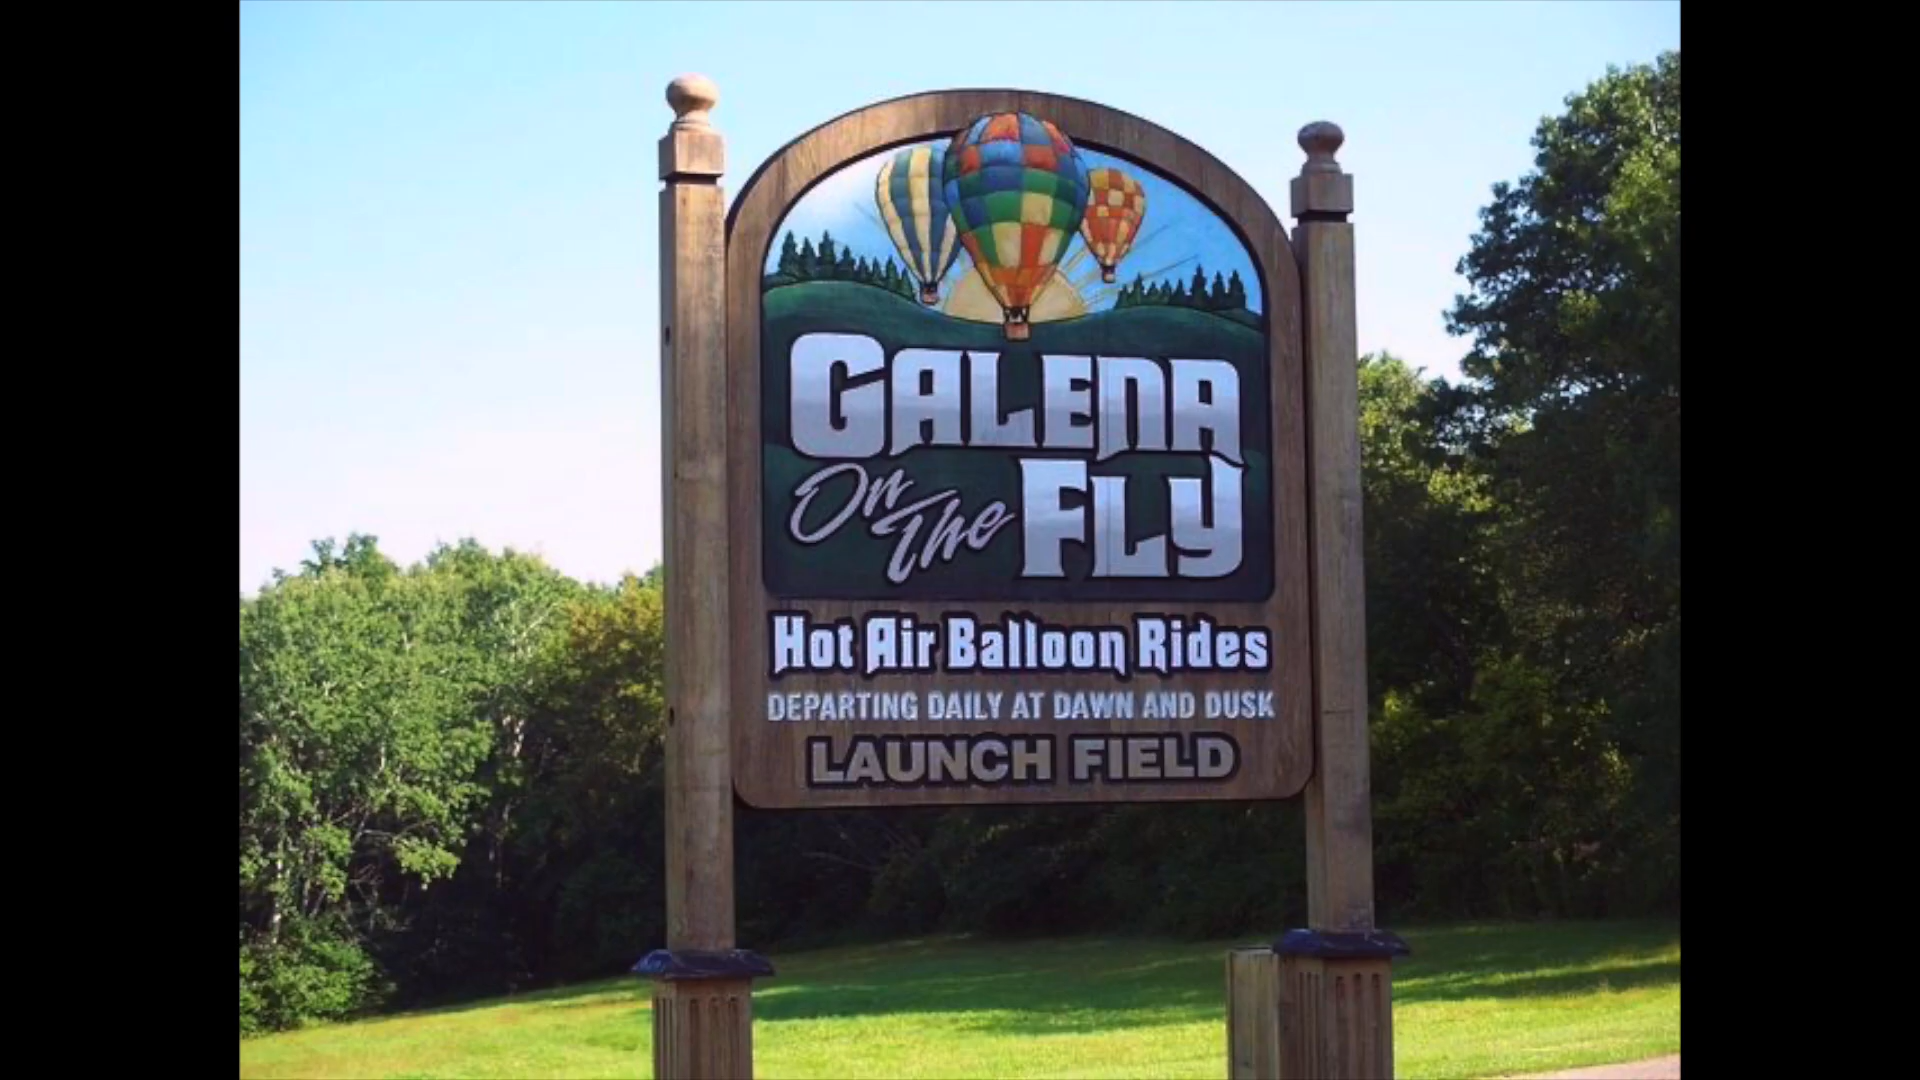 GALENA
On The FLY
Hot Air Balloon Rides
DEPARTING DAILY AT DAWN AND DUSK
LAUNCH FIELD